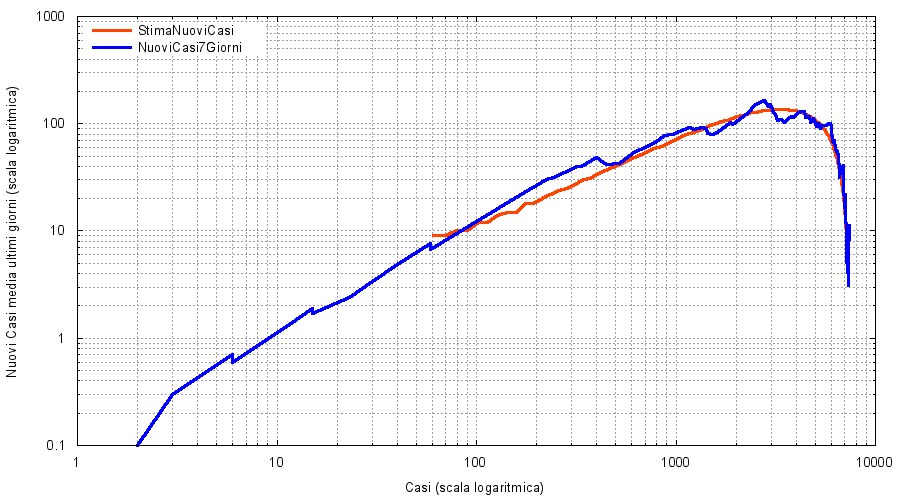 1000
StimaNuoviCasi
NuoviCasi7Giorni
100
10
1
0.1
1 10 100 1000 10000
Nuovi Casi media ultimi giorni (scala logaritmica)
Casi (scala logaritmica)